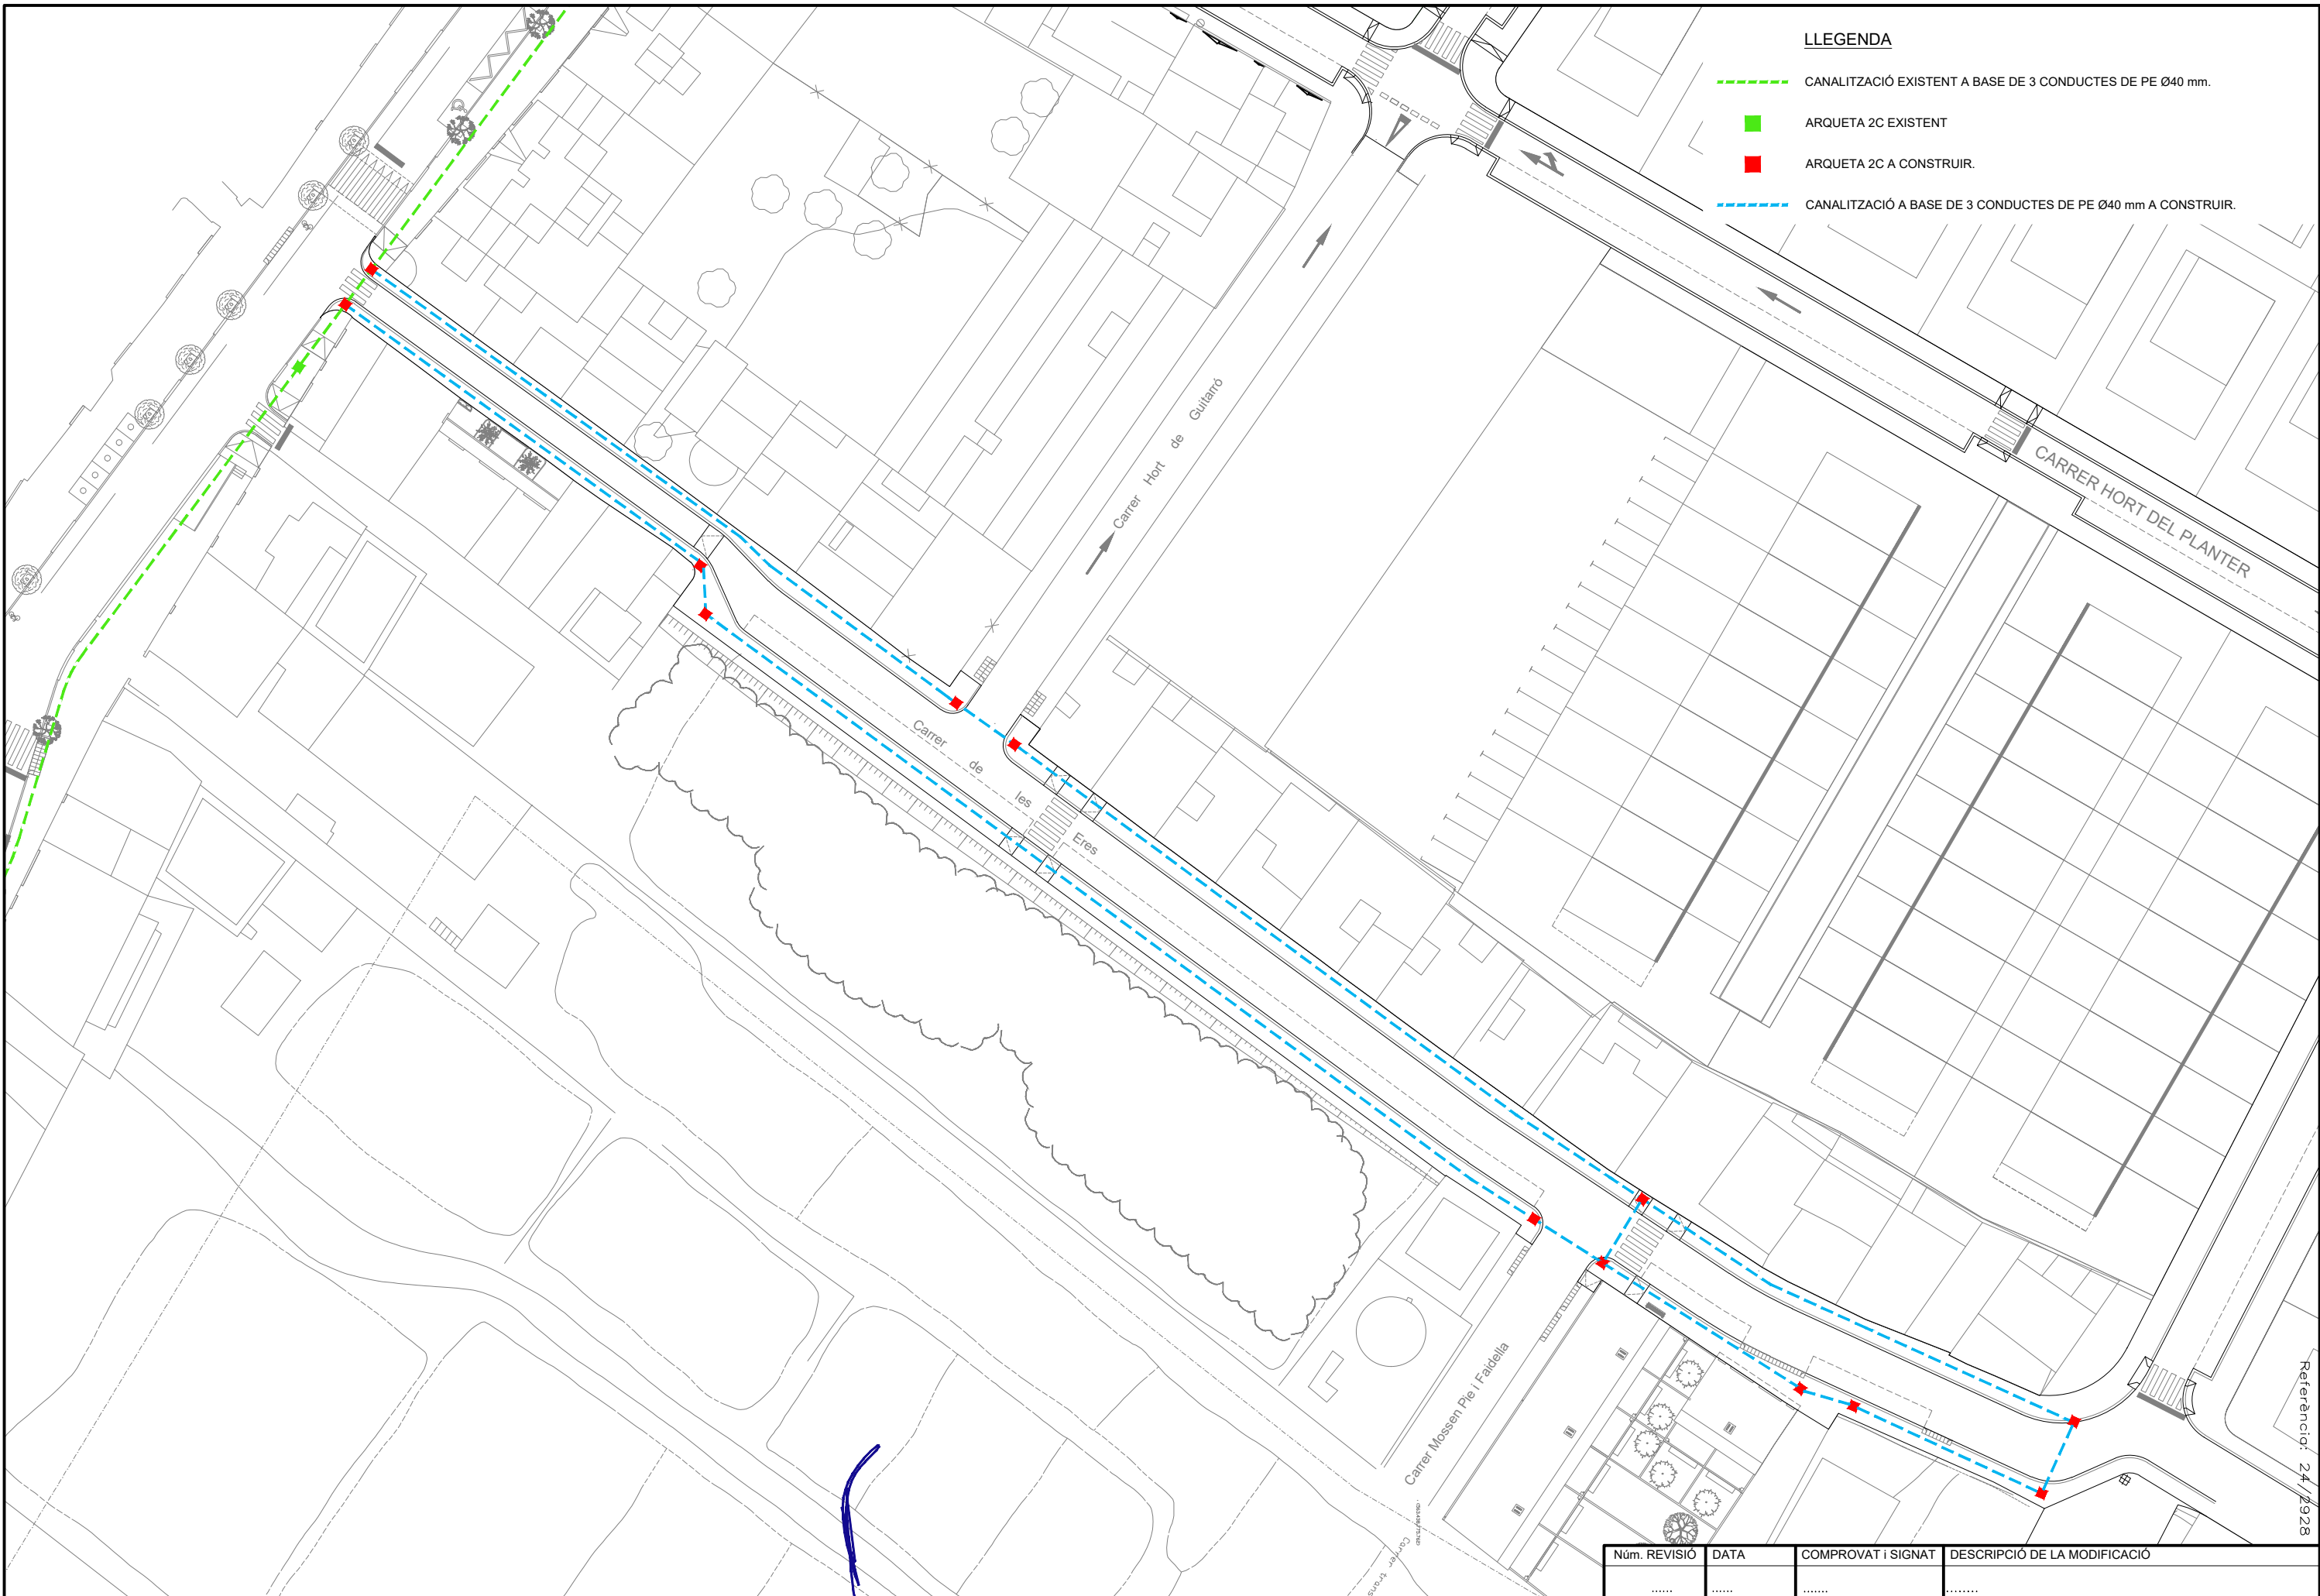 LLEGENDA
CANALITZACIÓ EXISTENT A BASE DE 3 CONDUCTES DE PE Ø40 mm.
ARQUETA 2C EXISTENT
ARQUETA 2C A CONSTRUIR.
CANALITZACIÓ A BASE DE 3 CONDUCTES DE PE Ø40 mm A CONSTRUIR.
Carrer Hort de Guitarró
CARRER HORT DEL PLANTER
Carrer de les Eres
Carrer Mossen Pie i Faidella
Carrer trans
Referència: 24 / 2928
Núm. REVISIÓ DATA COMPROVAT i SIGNAT DESCRIPCIÓ DE LA MODIFICACIÓ
...... ...... ....... ........